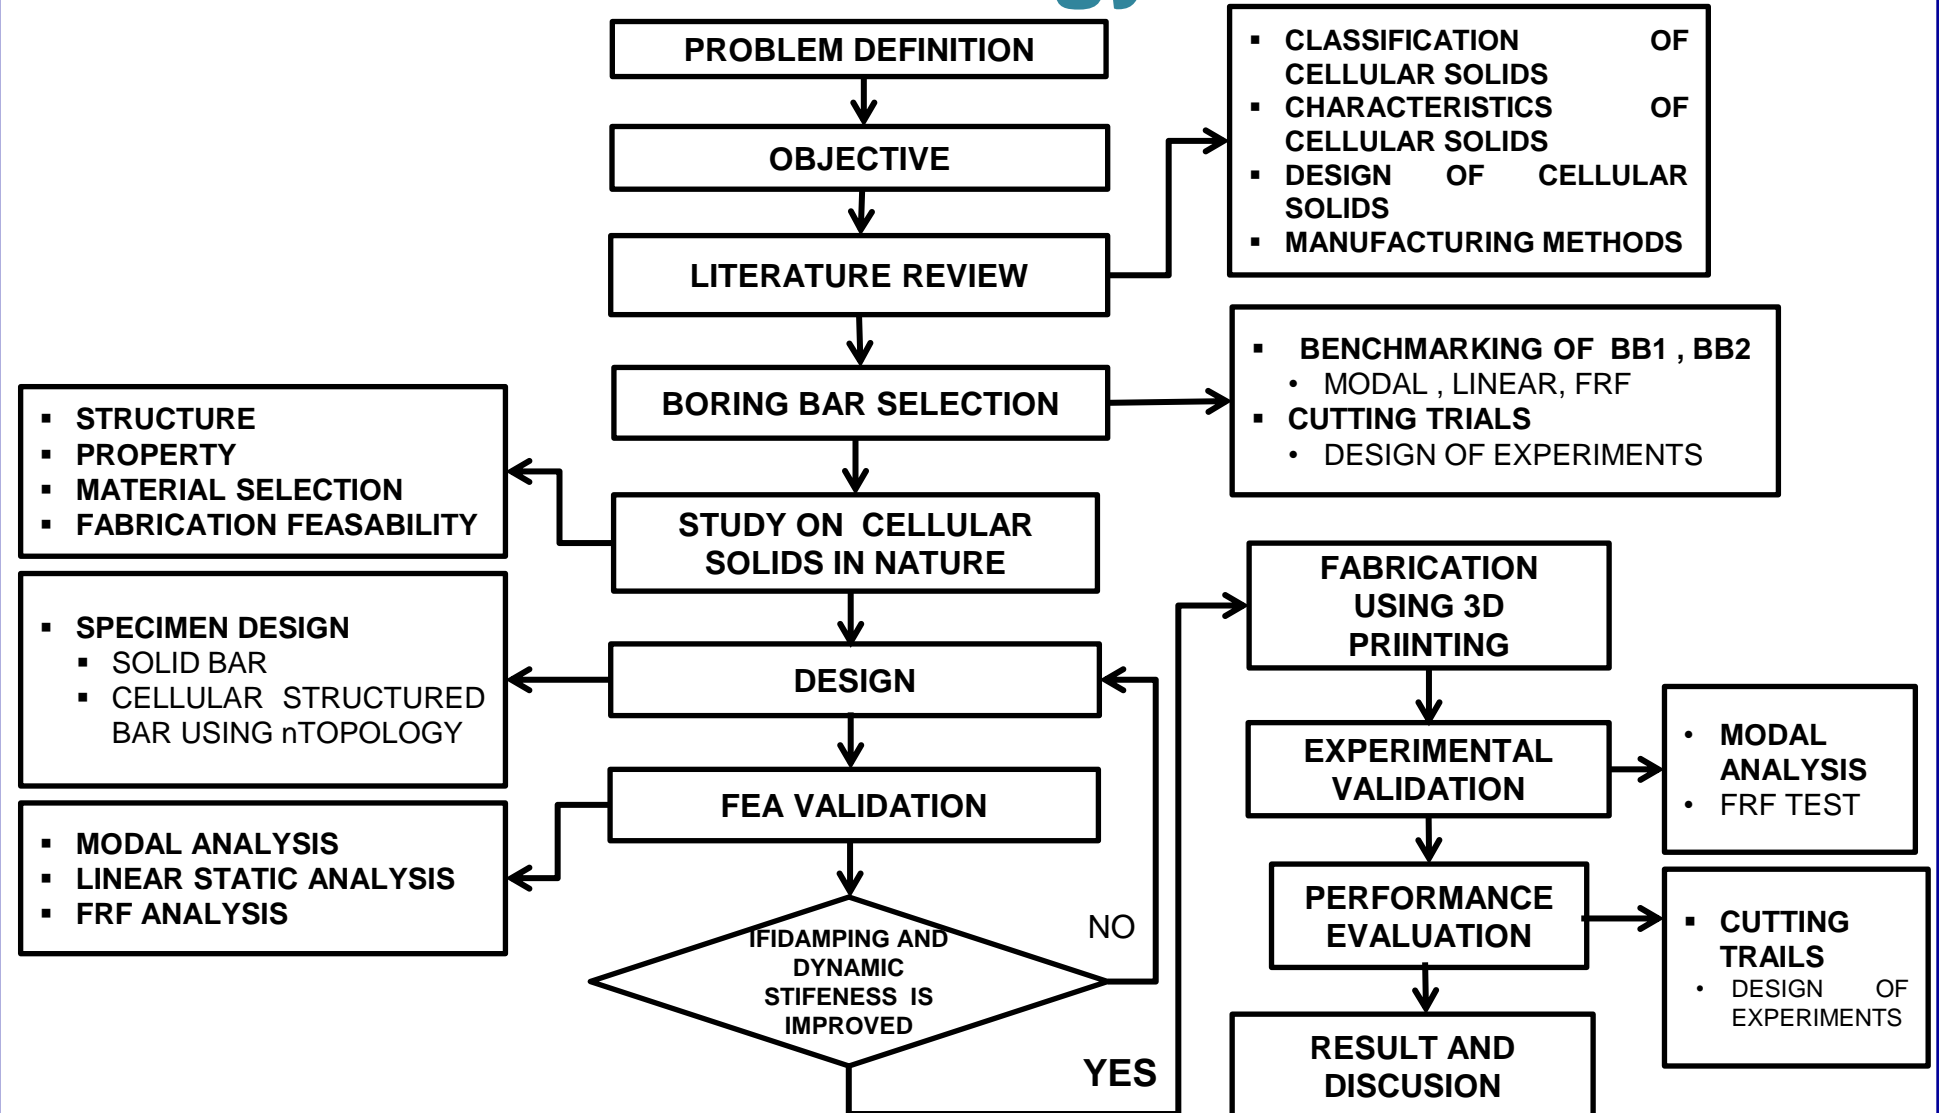 PROBLEM DEFINITION
OBJECTIVE
LITERATURE REVIEW
▪ CLASSIFICATION OF
CELLULAR SOLIDS
▪ CHARACTERISTICS OF
CELLULAR SOLIDS
▪ DESIGN OF CELLULAR
SOLIDS
▪ MANUFACTURING METHODS
BORING BAR SELECTION
▪ BENCHMARKING OF BB1 , BB2
• MODAL , LINEAR, FRF
▪ CUTTING TRIALS
• DESIGN OF EXPERIMENTS
▪ STRUCTURE
▪ PROPERTY
▪ MATERIAL SELECTION
▪ FABRICATION FEASABILITY
STUDY ON CELLULAR
SOLIDS IN NATURE
▪ SPECIMEN DESIGN
▪ SOLID BAR
▪ CELLULAR STRUCTURED
BAR USING nTOPOLOGY
DESIGN
FEA VALIDATION
▪ MODAL ANALYSIS
▪ LINEAR STATIC ANALYSIS
▪ FRF ANALYSIS
IFIDAMPING AND
DYNAMIC
STIFENESS IS
IMPROVED
NO
YES
FABRICATION
USING 3D
PRIINTING
EXPERIMENTAL
VALIDATION
• MODAL
ANALYSIS
• FRF TEST
PERFORMANCE
EVALUATION
▪ CUTTING
TRAILS
• DESIGN OF
EXPERIMENTS
RESULT AND
DISCUSION